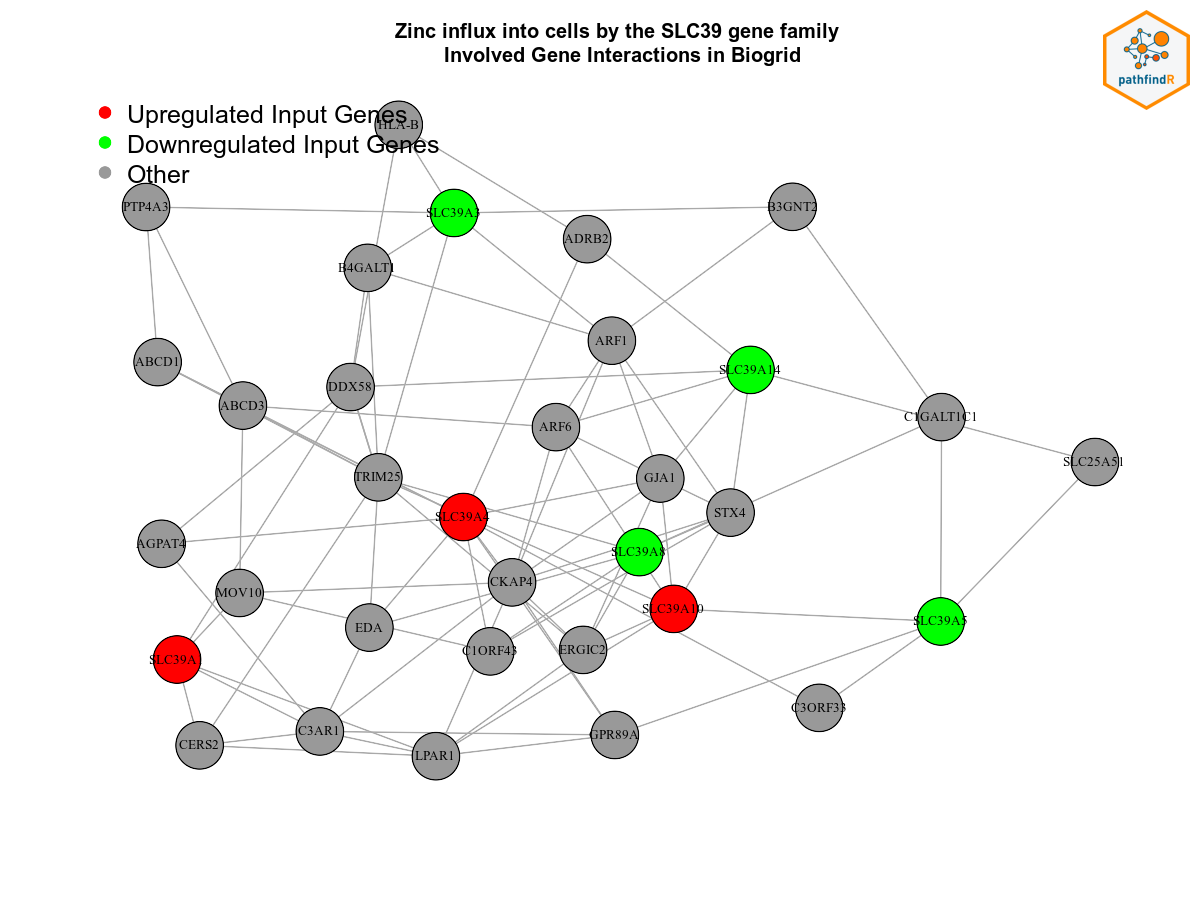 Zinc influx into cells by the SLC39 gene family
Involved Gene Interactions in Biogrid
pathfindR
Upregulated Input Genes
Downregulated Input Genes
Other
HLA-B
PTP4A3
SLC39A3
B3GNT2
ADRB2
B4GALT1
ARF1
ABCD1
SLC39A14
DDX58
ABCD3
C1GALT1C1
ARF6
SLC25A51
TRIM25
GJA1
STX4
SLC39A4
AGPAT4
SLC39A8
CKAP4
MOV10
SLC39A10
SLC39A5
EDA
C1ORF43
ERGIC2
SLC39A1
C3ORF33
C3AR1
GPR89A
CERS2
LPAR1